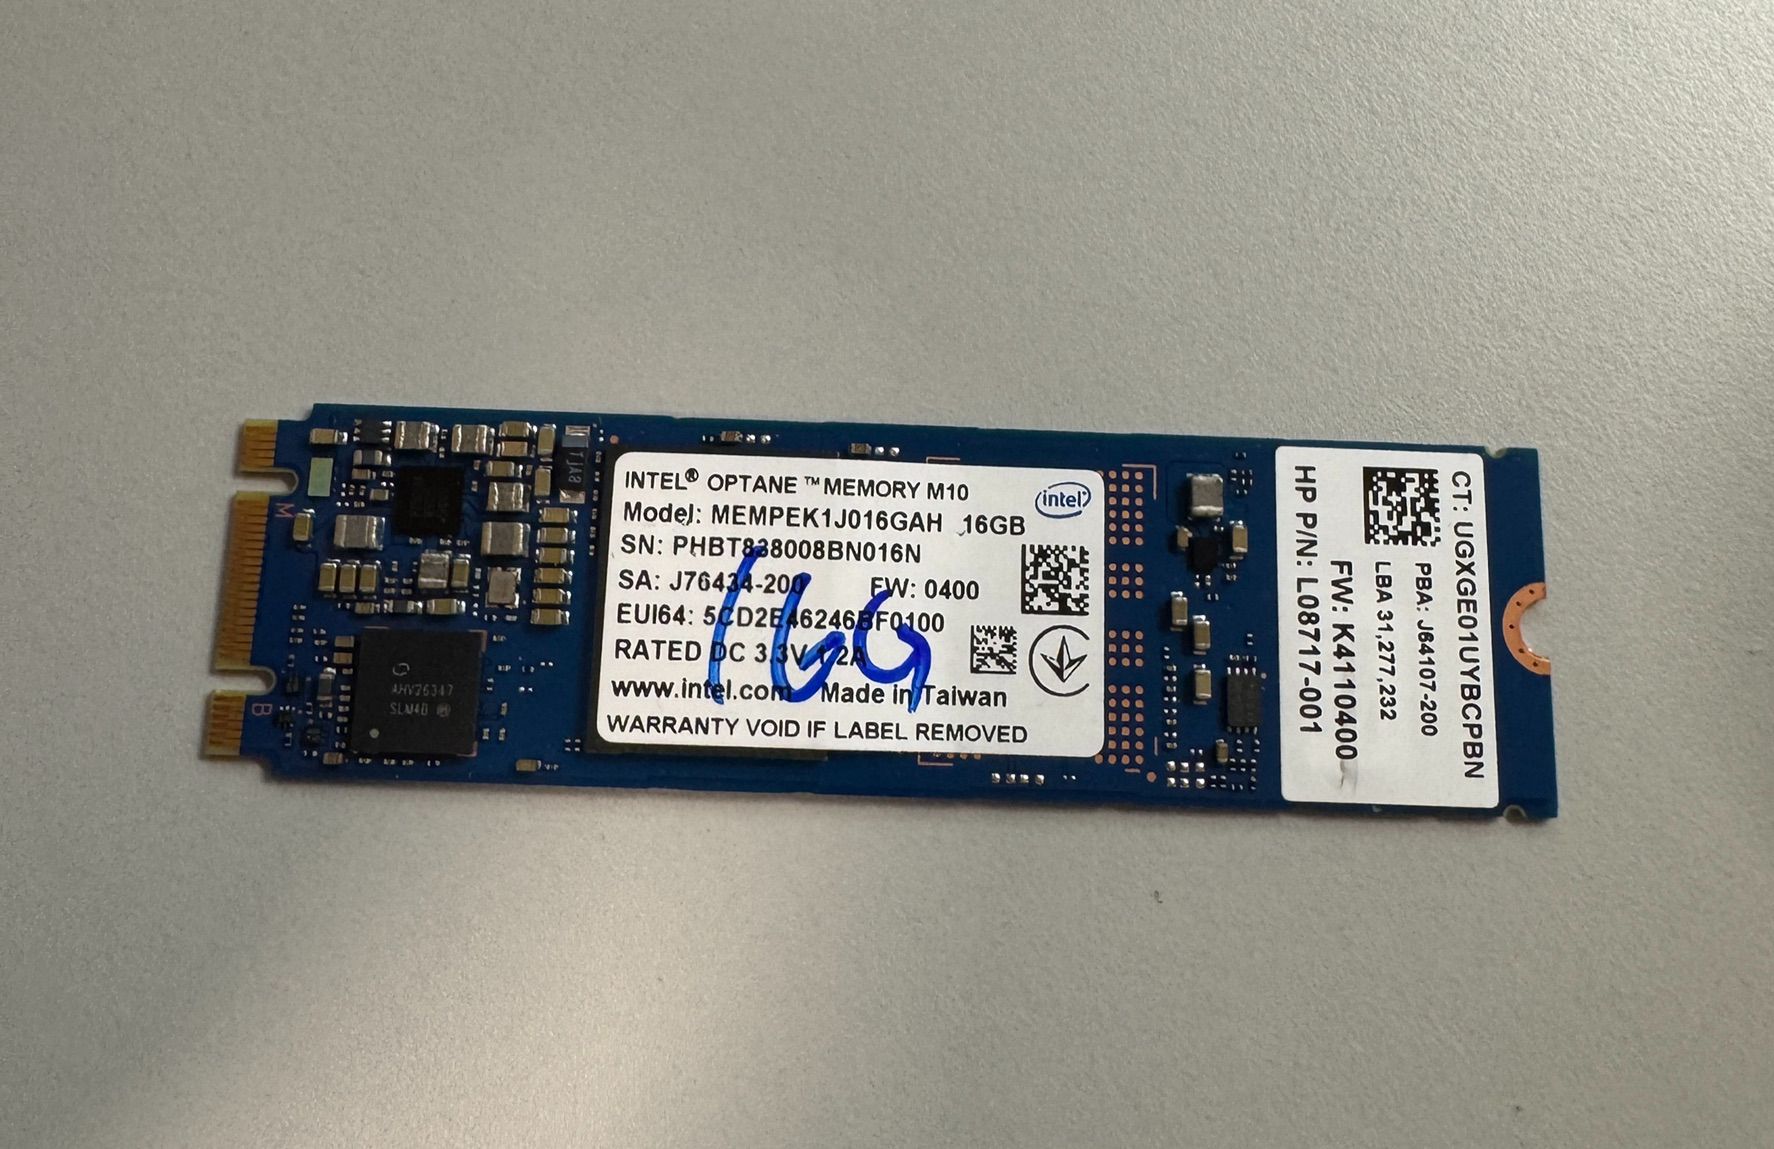 INTEL® OPTANE™ MEMORY M10
intel
Model: MEMPEK1J016GAH 16GB
SN: PHBT838008BN016N
SA: J76434-200 FW: 0400
EUI64: 5CD2E46246BF0100
RATED DC 3.3V 1.2A
www.intel.com Made in Taiwan
WARRANTY VOID IF LABEL REMOVED
16G
CT: UGXGE01UYBCPBN
PBA: J64107-200
LBA 31,277,232
FW: K4110400
HP P/N: L08717-001
M
B
AHV76347
SLM4D
TJA8